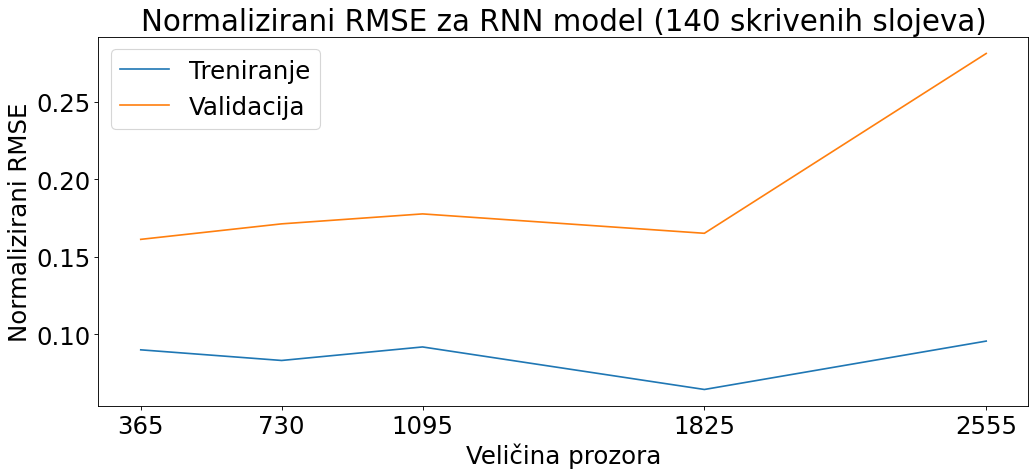 Normalizirani RMSE za RNN model (140 skrivenih slojeva)
Treniranje
Validacija
Normalizirani RMSE
0.25
0.20
0.15
0.10
365 730 1095 1825 2555
Veličina prozora